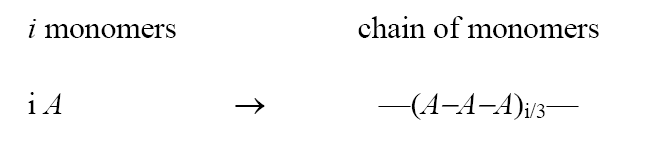 i monomers chain of monomers
i A → —(A–A–A)i/3—